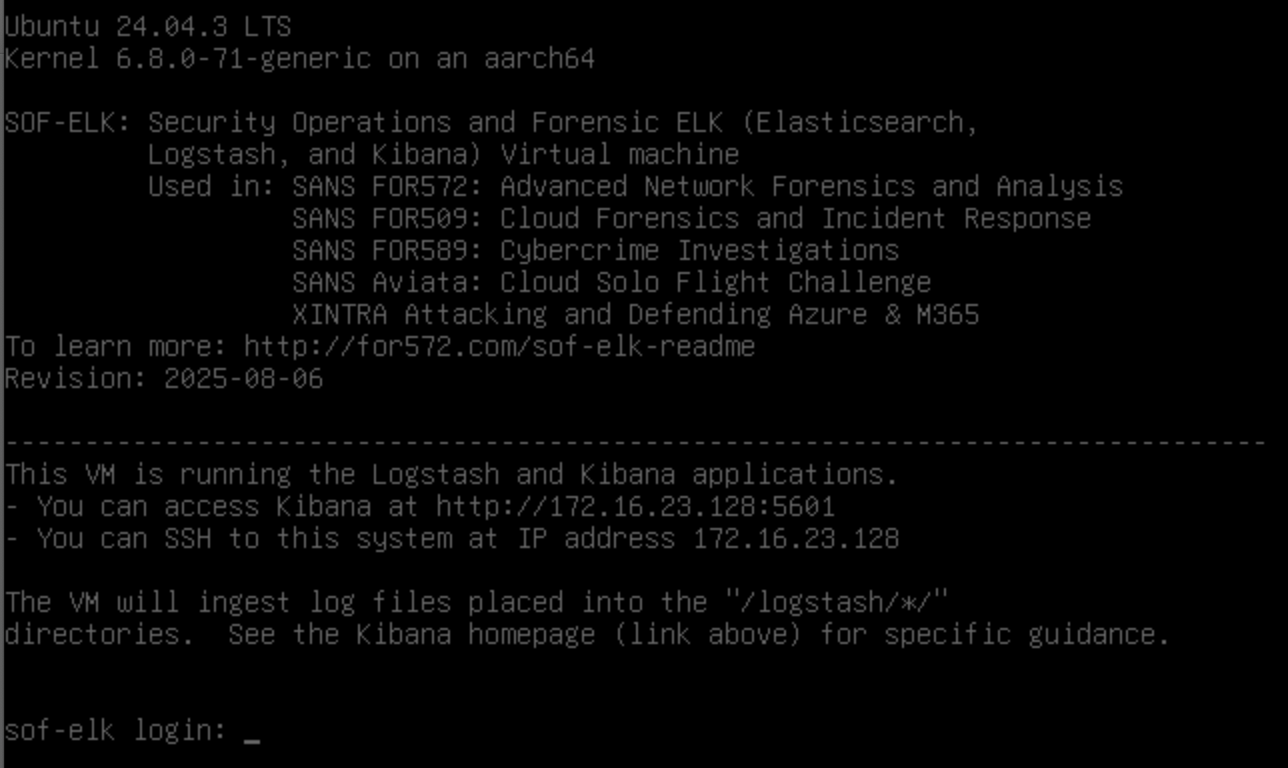 Ubuntu 24.04.3 LTS
Kernel 6.8.0-71-generic on an aarch64
SOF-ELK: Security Operations and Forensic ELK (Elasticsearch,
Logstash, and Kibana) Virtual machine
Used in: SANS FOR572: Advanced Network Forensics and Analysis
SANS FOR509: Cloud Forensics and Incident Response
SANS FOR589: Cybercrime Investigations
SANS Aviata: Cloud Solo Flight Challenge
XINTRA Attacking and Defending Azure & M365
To learn more: http://for572.com/sof-elk-readme
Revision: 2025-08-06
-------------------------------------------------------------------------------
This VM is running the Logstash and Kibana applications.
- You can access Kibana at http://172.16.23.128:5601
- You can SSH to this system at IP address 172.16.23.128
The VM will ingest log files placed into the "/logstash/*/"
directories.  See the Kibana homepage (link above) for specific guidance.
sof-elk login: _